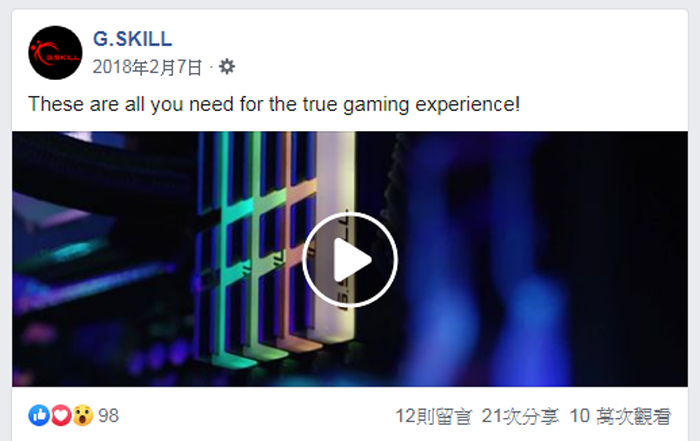 G.SKILL
G.SKILL
2018年2月7日 ·
These are all you need for the true gaming experience!
98
12則留言 21次分享 10 萬次觀看